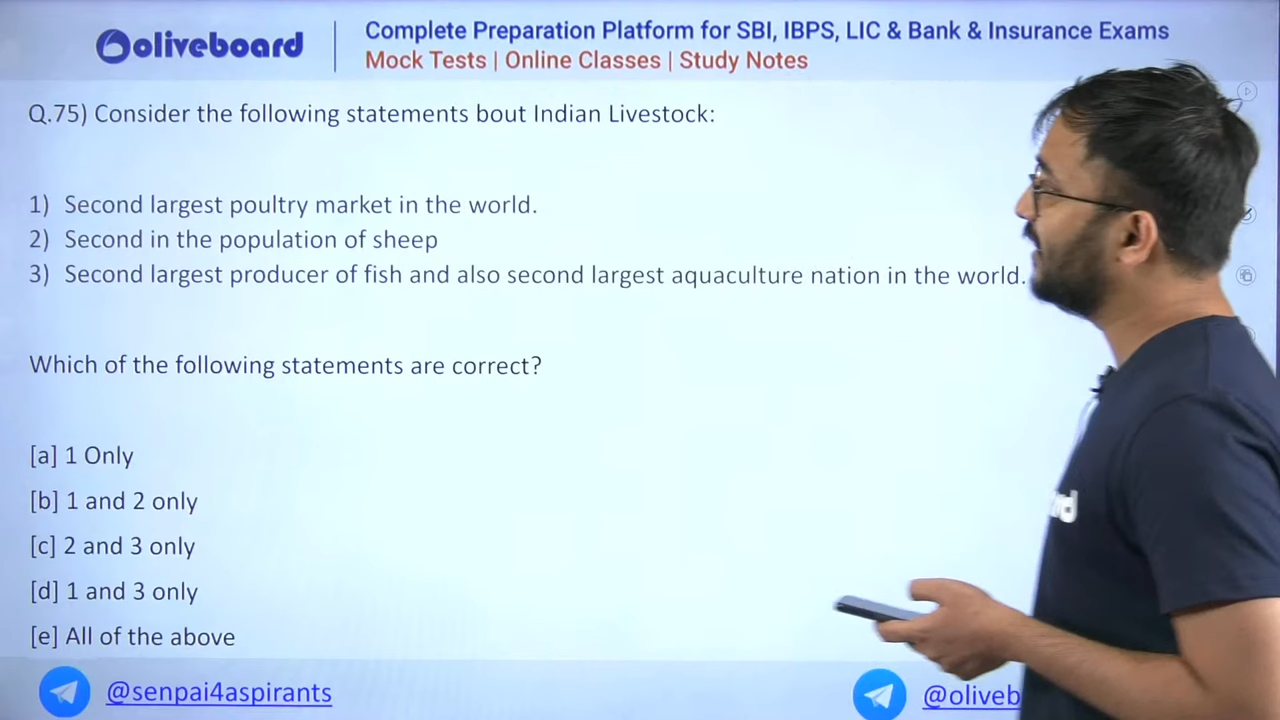 oliveboard
Complete Preparation Platform for SBI, IBPS, LIC & Bank & Insurance Exams
Mock Tests | Online Classes | Study Notes
Q.75) Consider the following statements bout Indian Livestock:
1) Second largest poultry market in the world.
2) Second in the population of sheep
3) Second largest producer of fish and also second largest aquaculture nation in the world.
Which of the following statements are correct?
[a] 1 Only
[b] 1 and 2 only
[c] 2 and 3 only
[d] 1 and 3 only
[e] All of the above
@senpai4aspirants
@oliveb
rd